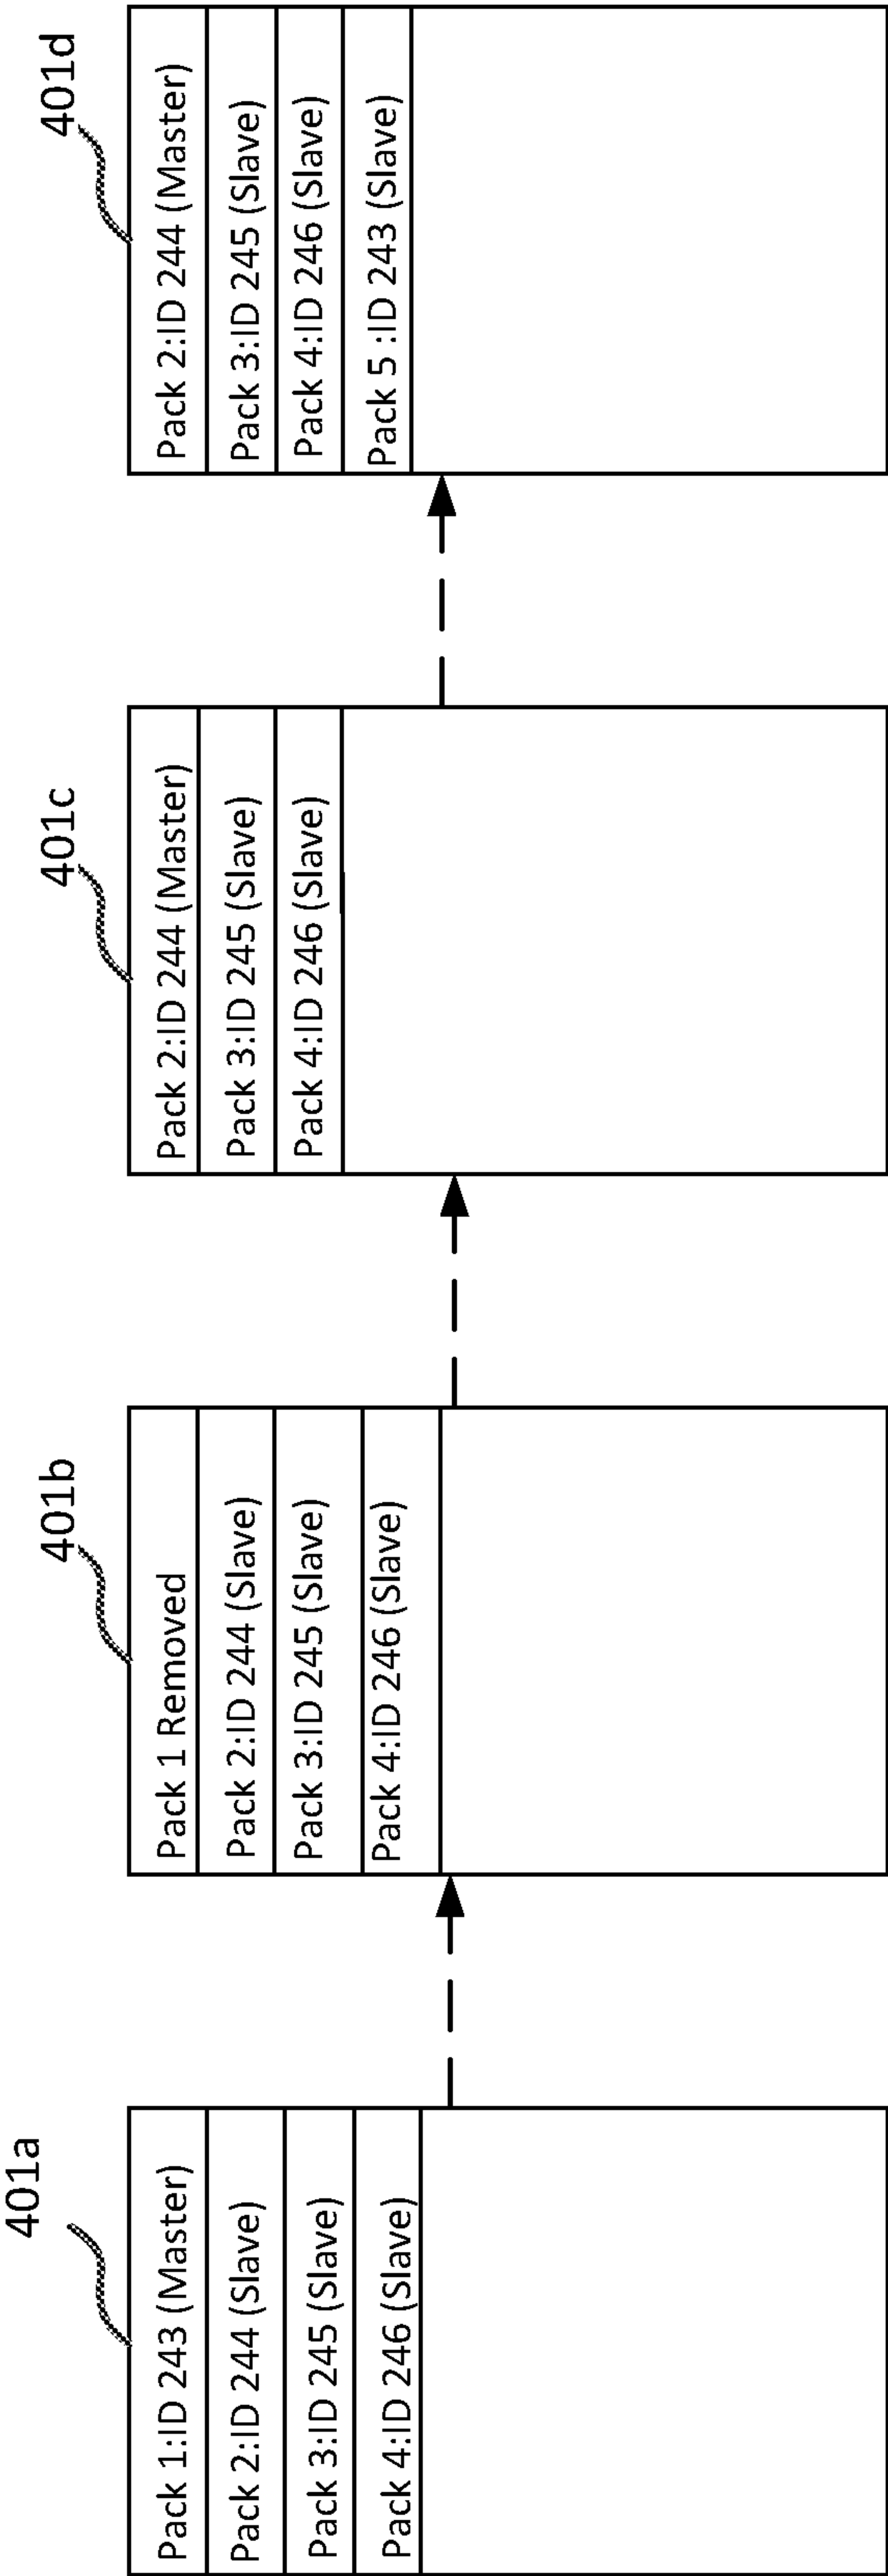 401a
Pack 1:ID 243 (Master)
Pack 2:ID 244 (Slave)
Pack 3:ID 245 (Slave)
Pack 4:ID 246 (Slave)
401b
Pack 1 Removed
Pack 2:ID 244 (Slave)
Pack 3:ID 245 (Slave)
Pack 4:ID 246 (Slave)
401c
Pack 2:ID 244 (Master)
Pack 3:ID 245 (Slave)
Pack 4:ID 246 (Slave)
401d
Pack 2:ID 244 (Master)
Pack 3:ID 245 (Slave)
Pack 4:ID 246 (Slave)
Pack 5 :ID 243 (Slave)